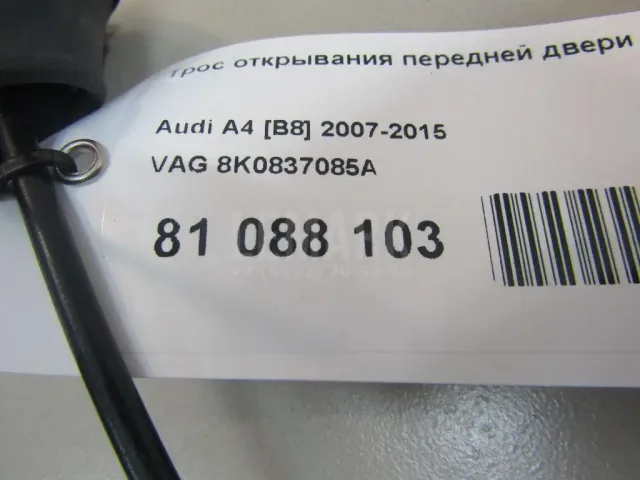 Трос открывания передней двери
Audi A4 [B8] 2007-2015
VAG 8K0837085A
81 088 103